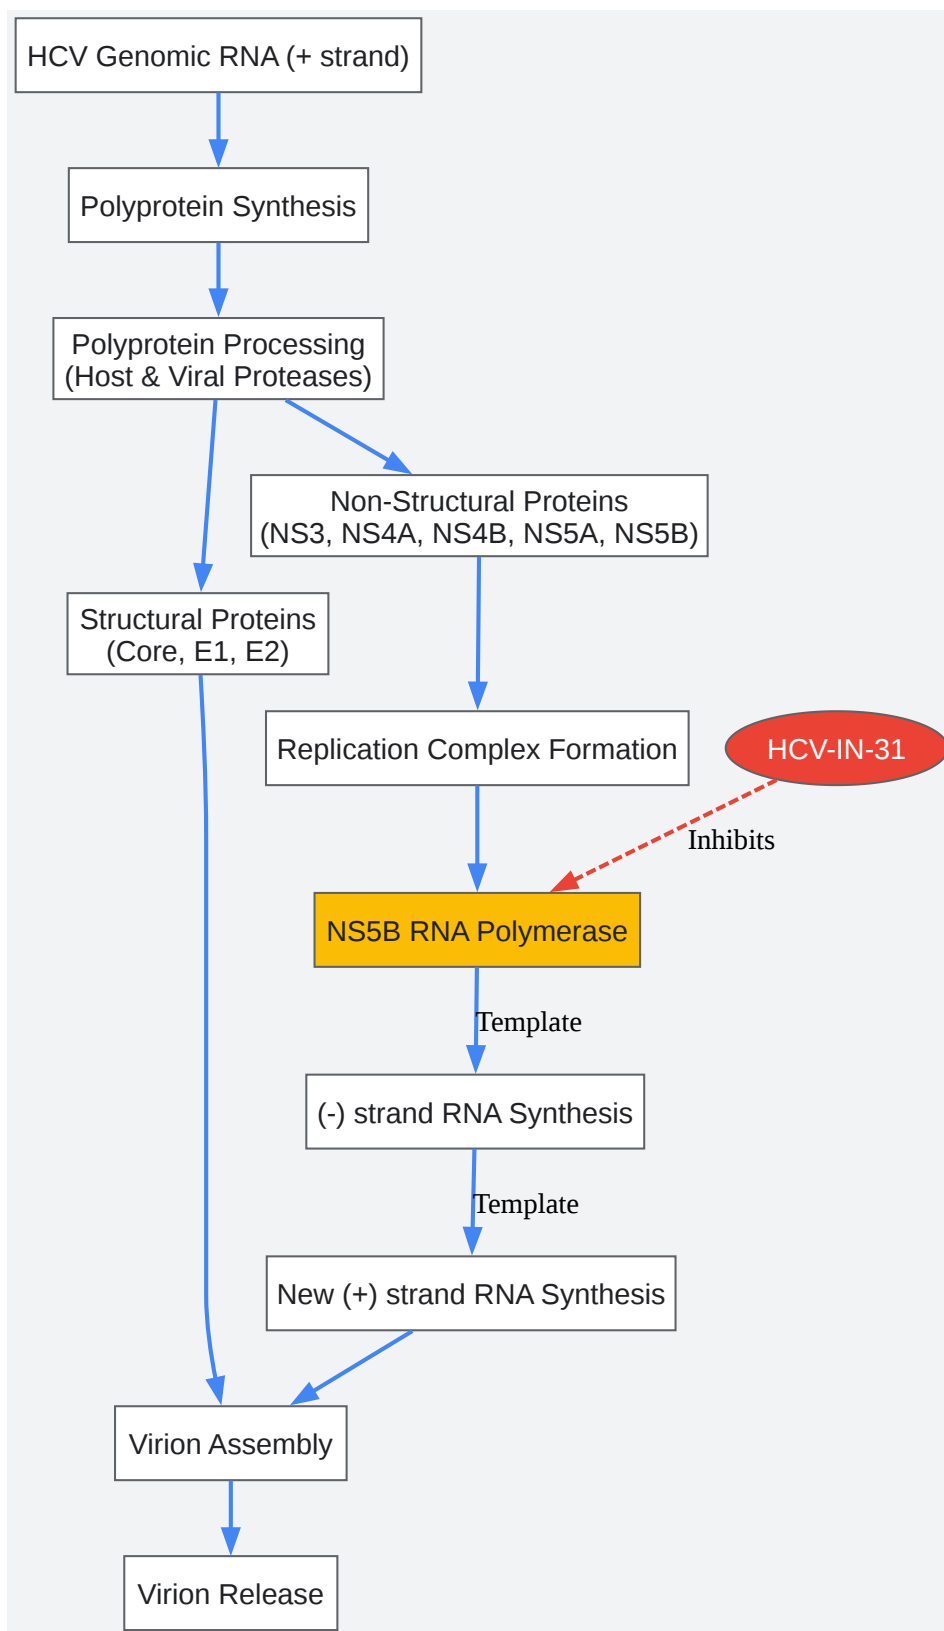 HCV Genomic RNA (+ strand)
Polyprotein Synthesis
Polyprotein Processing
(Host & Viral Proteases)
Non-Structural Proteins
(NS3, NS4A, NS4B, NS5A, NS5B)
Structural Proteins
(Core, E1, E2)
Replication Complex Formation
HCV-IN-31
Inhibits
NS5B RNA Polymerase
Template
(-) strand RNA Synthesis
Template
New (+) strand RNA Synthesis
Virion Assembly
Virion Release